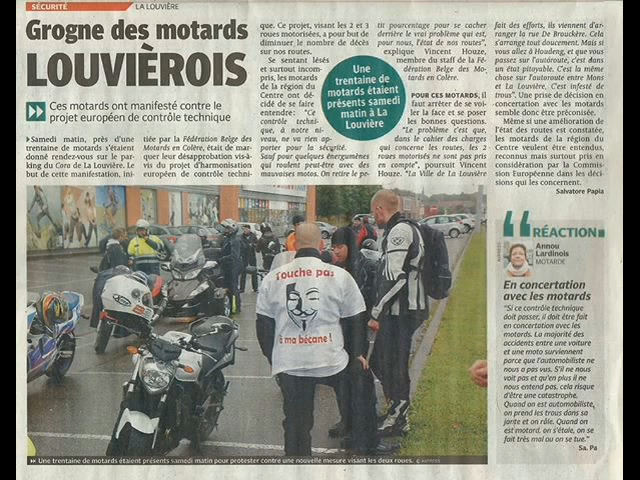 SÉCURITÉ
LA LOUVIÈRE
Grogne des motards
LOUVIÈROIS
Ces motards ont manifesté contre le
projet européen de contrôle technique
Samedi matin, près d'une
trentaine de motards s'étaient
donné rendez-vous sur le par-
king du Cora de La Louvière. Le
but de cette manifestation, ini-
tiée par la Fédération Belge des
Motards en Colère, était de mar-
quer leur désapprobation vis-à-
vis du projet d'harmonisation
européen de contrôle techni-
que. Ce projet, visant les 2 et 3
roues motorisées, a pour but de
diminuer le nombre de décès
sur nos routes.
Se sentant lésés
et surtout incom-
pris, les motards
de la région du
Centre ont dé-
cidé de se faire
entendre: "Ce
contrôle techni-
que, à notre ni-
veau, ne va rien
apporter pour la sécurité.
Sauf pour quelques énergumènes
qui roulent peut-être avec des
mauvaises motos. On retire le pe-
Une
trentaine de
motards étaient
présents samedi
matin à La
Louvière
tit pourcentage pour se cacher
derrière le vrai problème qui est,
pour nous, l'état de nos routes",
explique Vincent Houze,
membre du staff de la Fé-
dération Belge des Mo-
tards en Colère.
POUR CES MOTARDS, il
faut arrêter de se voi-
ler la face et se poser
les bonnes questions.
"Le problème c'est que,
dans le cahier des charges
qui concerne les routes, les 2
roues motorisées ne sont pas pris
en compte", poursuit Vincent
Houze. "La Ville de La Louvière
fait des efforts, ils viennent d'ar-
ranger la rue De Brouckère. Cela
s'arrange tout doucement. Mais si
vous allez à Houdeng, et que vous
passez sur l'autoroute, c'est dans
un état pitoyable. C'est la même
chose sur l'autoroute entre Mons et
La Louvière. C'est infesté de
trous". Une prise de décision en
concertation avec les motards
semble donc être préconisée.
Même si une amélioration de
l'état des routes est constatée, les
motards de la région du
Centre veulent être entendus,
reconnus mais surtout pris en
considération par la Commis-
sion Européenne dans les déci-
sions qui les concernent.
Salvatore Papia
Touche pas
à ma bécane !
RÉACTION
Annou
Lardinois
MOTARDE
En concertation
avec les motards
"Si ce contrôle technique
doit passer, il doit être fait
en concertation avec les
motards. La majorité des
accidents entre une voiture
et une moto surviennent
parce que l'automobiliste ne
nous a pas vus. S'il ne nous
voit pas et qu'en plus il ne
nous entend pas, cela risque
d'être une catastrophe.
Quand on est automobiliste,
on prend les trous dans sa
jante et on râle. Quand on
est motard, on s'étale, on se
fait très mal ou on se tue."
Sa. Pa
Une trentaine de motards étaient présents samedi matin pour protester contre une nouvelle mesure visant les deux roues.